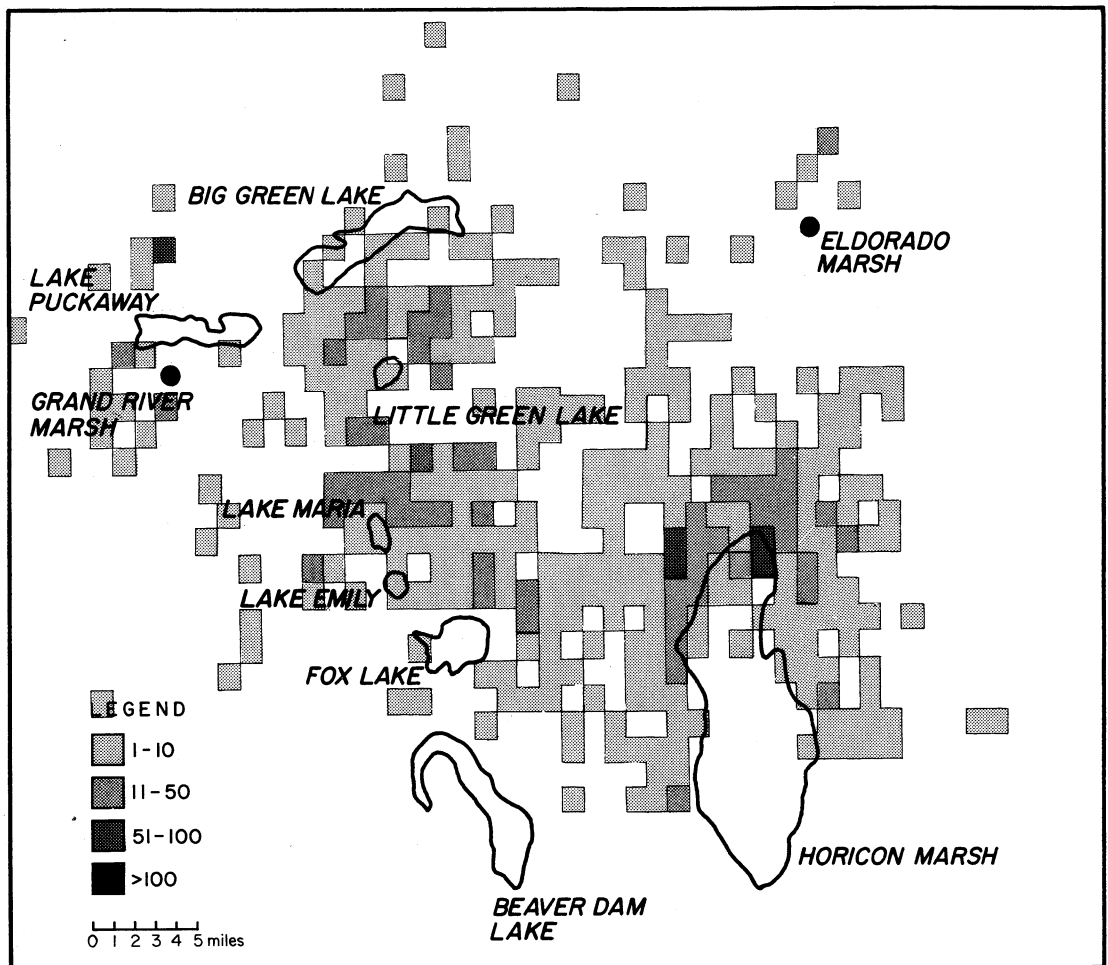 BIG GREEN LAKE
ELDORADO
MARSH
LAKE
PUCKAWAY
GRAND RIVER
MARSH
LITTLE GREEN LAKE
LAKE MARIA
LAKE EMILY
FOX LAKE
LEGEND
1-10
11-50
51-100
>100
0 1 2 3 4 5 miles
HORICON MARSH
BEAVER DAM
LAKE